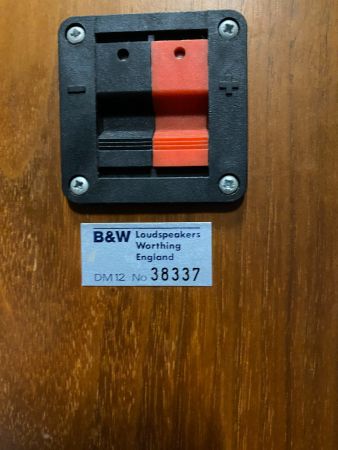 - +
B&W Loudspeakers
Worthing
England
DM12 No 38337